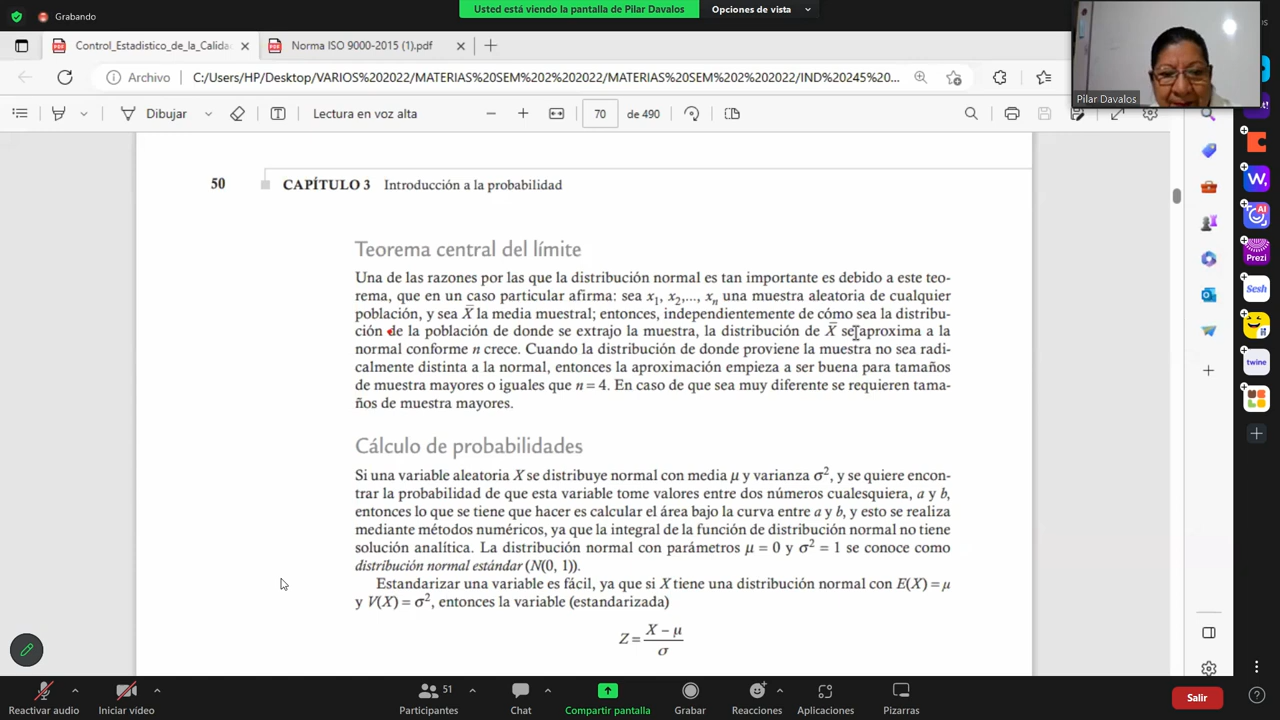 Grabando
Usted está viendo la pantalla de Pilar Davalos
Opciones de vista
Control_Estadistico_de_la_Calida
Norma ISO 9000-2015 (1).pdf
Archivo
C:/Users/HP/Desktop/VARIOS%202022/MATERIAS%20SEM%202%202022/MATERIAS%20SEM%202%202022/IND%20245%20...
Pilar Davalos
Dibujar
Lectura en voz alta
70
de 490
50
CAPÍTULO 3 Introducción a la probabilidad
Teorema central del límite
Una de las razones por las que la distribución normal es tan importante es debido a este teo-
rema, que en un caso particular afirma: sea x₁, x₂,..., xₙ una muestra aleatoria de cualquier
población, y sea X̅ la media muestral; entonces, independientemente de cómo sea la distribu-
ción de la población de donde se extrajo la muestra, la distribución de X̅ se aproxima a la
normal conforme n crece. Cuando la distribución de donde proviene la muestra no sea radi-
calmente distinta a la normal, entonces la aproximación empieza a ser buena para tamaños
de muestra mayores o iguales que n = 4. En caso de que sea muy diferente se requieren tama-
ños de muestra mayores.
Cálculo de probabilidades
Si una variable aleatoria X se distribuye normal con media μ y varianza σ², y se quiere encon-
trar la probabilidad de que esta variable tome valores entre dos números cualesquiera, a y b,
entonces lo que se tiene que hacer es calcular el área bajo la curva entre a y b, y esto se realiza
mediante métodos numéricos, ya que la integral de la función de distribución normal no tiene
solución analítica. La distribución normal con parámetros μ = 0 y σ² = 1 se conoce como
distribución normal estándar (N(0, 1)).
Estandarizar una variable es fácil, ya que si X tiene una distribución normal con E(X) = μ
y V(X) = σ², entonces la variable (estandarizada)
Z = (X − μ)/σ
W.
AI
Prezi
Sesh
twine
Reactivar audio
Iniciar video
51
Participantes
Chat
Compartir pantalla
Grabar
Reacciones
Aplicaciones
Pizarras
Salir